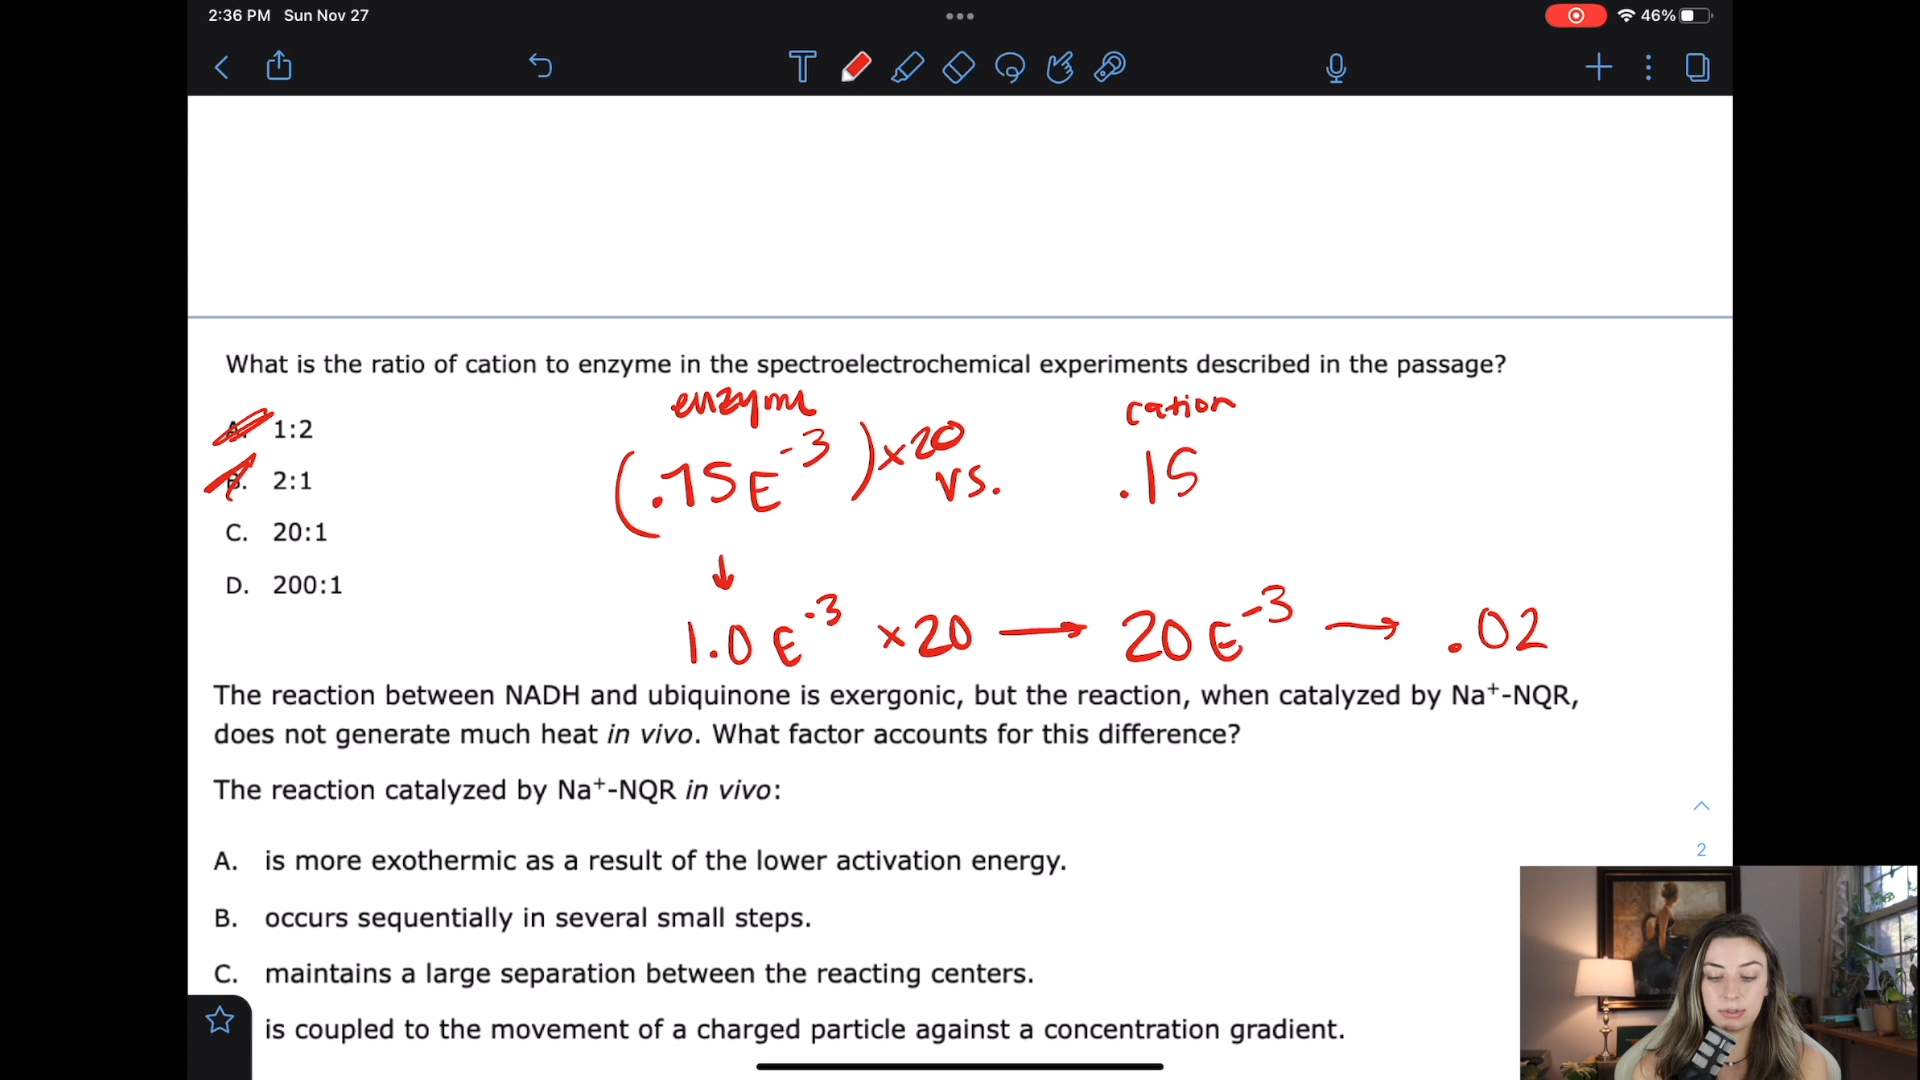 2:36 PM Sun Nov 27
46%
What is the ratio of cation to enzyme in the spectroelectrochemical experiments described in the passage?
enzyme
cation
A. 1:2
(.75E⁻³)×20
vs.
.15
B. 2:1
C. 20:1
D. 200:1
1.0E⁻³ ×20 → 20E⁻³ → .02
The reaction between NADH and ubiquinone is exergonic, but the reaction, when catalyzed by Na⁺-NQR,
does not generate much heat in vivo. What factor accounts for this difference?
The reaction catalyzed by Na⁺-NQR in vivo:
2
A. is more exothermic as a result of the lower activation energy.
B. occurs sequentially in several small steps.
C. maintains a large separation between the reacting centers.
is coupled to the movement of a charged particle against a concentration gradient.